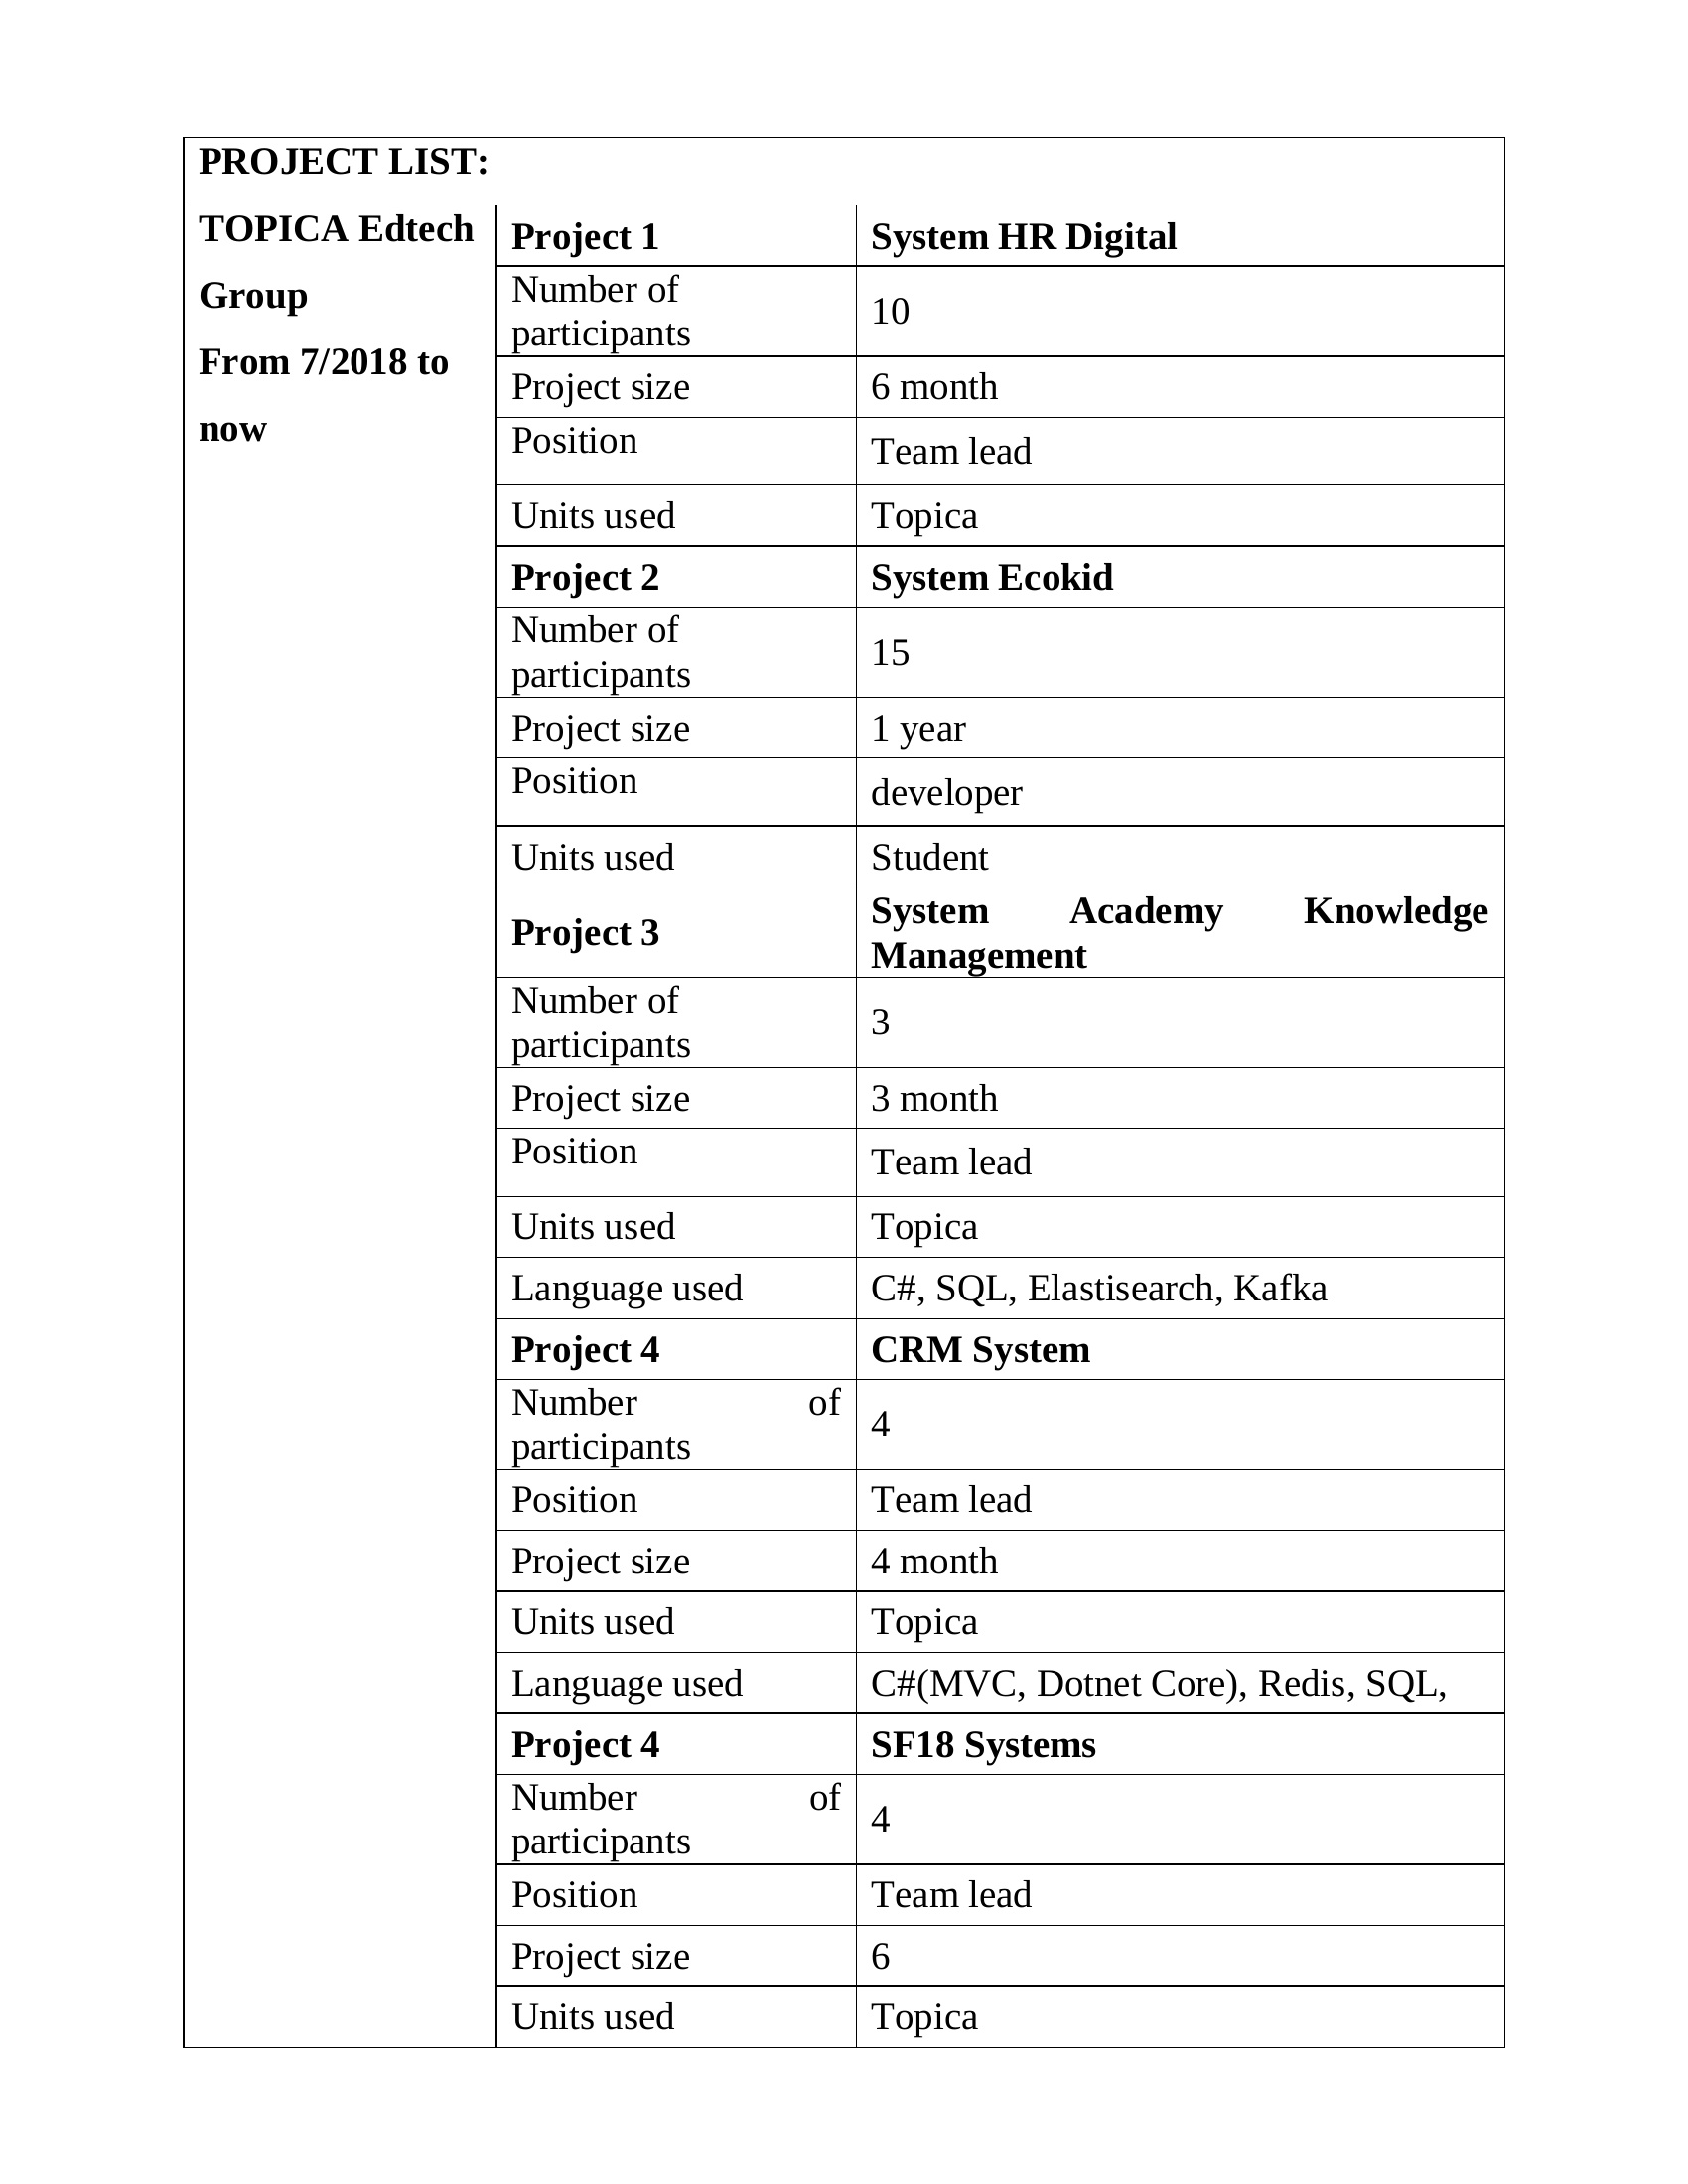 PROJECT LIST:
TOPICA Edtech
Group
From 7/2018 to
now
Project 1
System HR Digital
Number of
participants
10
Project size
6 month
Position
Team lead
Units used
Topica
Project 2
System Ecokid
Number of
participants
15
Project size
1 year
Position
developer
Units used
Student
Project 3
System Academy Knowledge
Management
Number of
participants
3
Project size
3 month
Position
Team lead
Units used
Topica
Language used
C#, SQL, Elastisearch, Kafka
Project 4
CRM System
Number of
participants
4
Position
Team lead
Project size
4 month
Units used
Topica
Language used
C#(MVC, Dotnet Core), Redis, SQL,
Project 4
SF18 Systems
Number of
participants
4
Position
Team lead
Project size
6
Units used
Topica